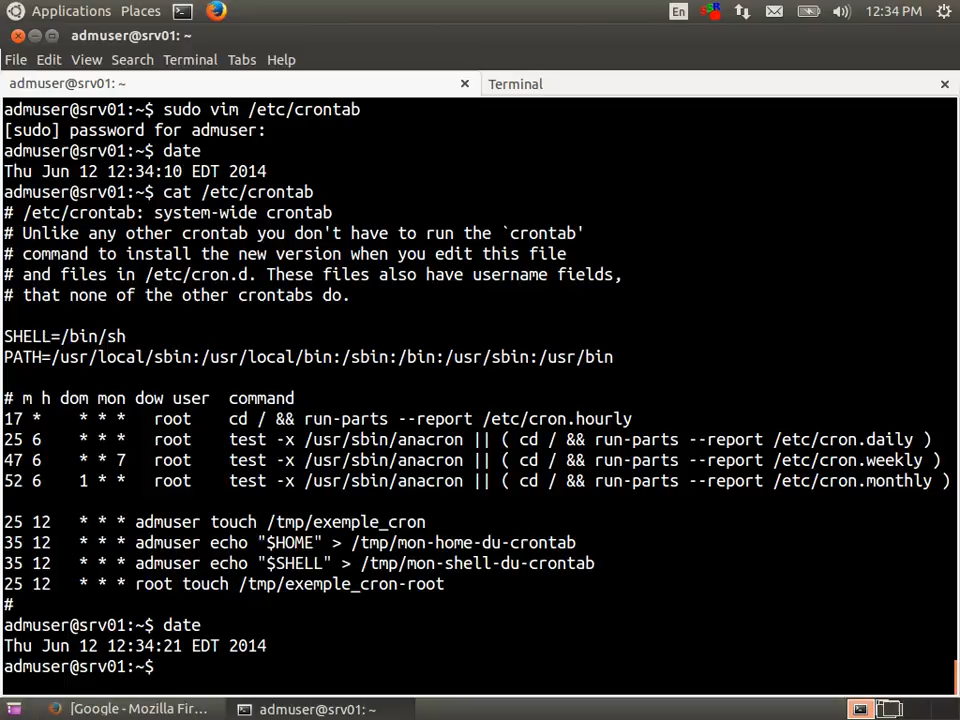 Applications Places En 12:34 PM
admuser@srv01: ~
File Edit View Search Terminal Tabs Help
admuser@srv01: ~ Terminal
admuser@srv01:~$ sudo vim /etc/crontab
[sudo] password for admuser:
admuser@srv01:~$ date
Thu Jun 12 12:34:10 EDT 2014
admuser@srv01:~$ cat /etc/crontab
# /etc/crontab: system-wide crontab
# Unlike any other crontab you don't have to run the `crontab'
# command to install the new version when you edit this file
# and files in /etc/cron.d. These files also have username fields,
# that none of the other crontabs do.
SHELL=/bin/sh
PATH=/usr/local/sbin:/usr/local/bin:/sbin:/bin:/usr/sbin:/usr/bin
# m h dom mon dow user  command
17 *    * * *   root    cd / && run-parts --report /etc/cron.hourly
25 6    * * *   root    test -x /usr/sbin/anacron || ( cd / && run-parts --report /etc/cron.daily )
47 6    * * 7   root    test -x /usr/sbin/anacron || ( cd / && run-parts --report /etc/cron.weekly )
52 6    1 * *   root    test -x /usr/sbin/anacron || ( cd / && run-parts --report /etc/cron.monthly )
25 12   * * * admuser touch /tmp/exemple_cron
35 12   * * * admuser echo "$HOME" > /tmp/mon-home-du-crontab
35 12   * * * admuser echo "$SHELL" > /tmp/mon-shell-du-crontab
25 12   * * * root touch /tmp/exemple_cron-root
#
admuser@srv01:~$ date
Thu Jun 12 12:34:21 EDT 2014
admuser@srv01:~$
[Google - Mozilla Fir... admuser@srv01: ~